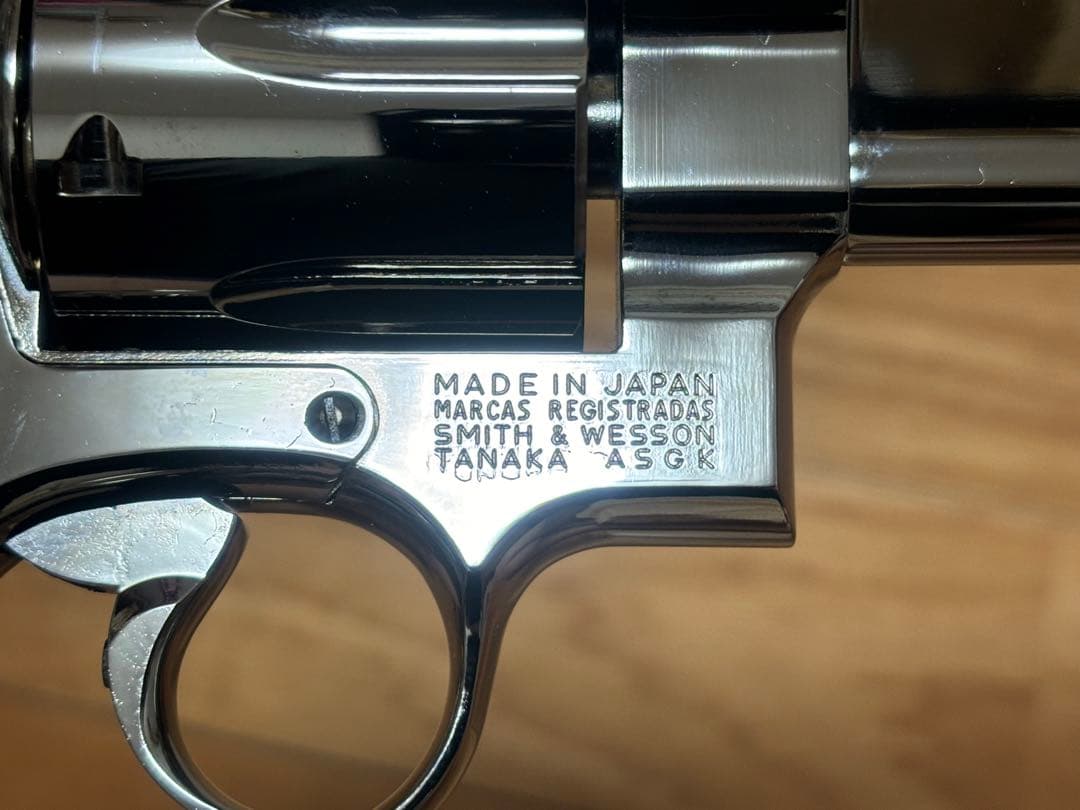 MADE IN JAPAN
MARCAS REGISTRADAS
SMITH & WESSON
TANAKA ASGK